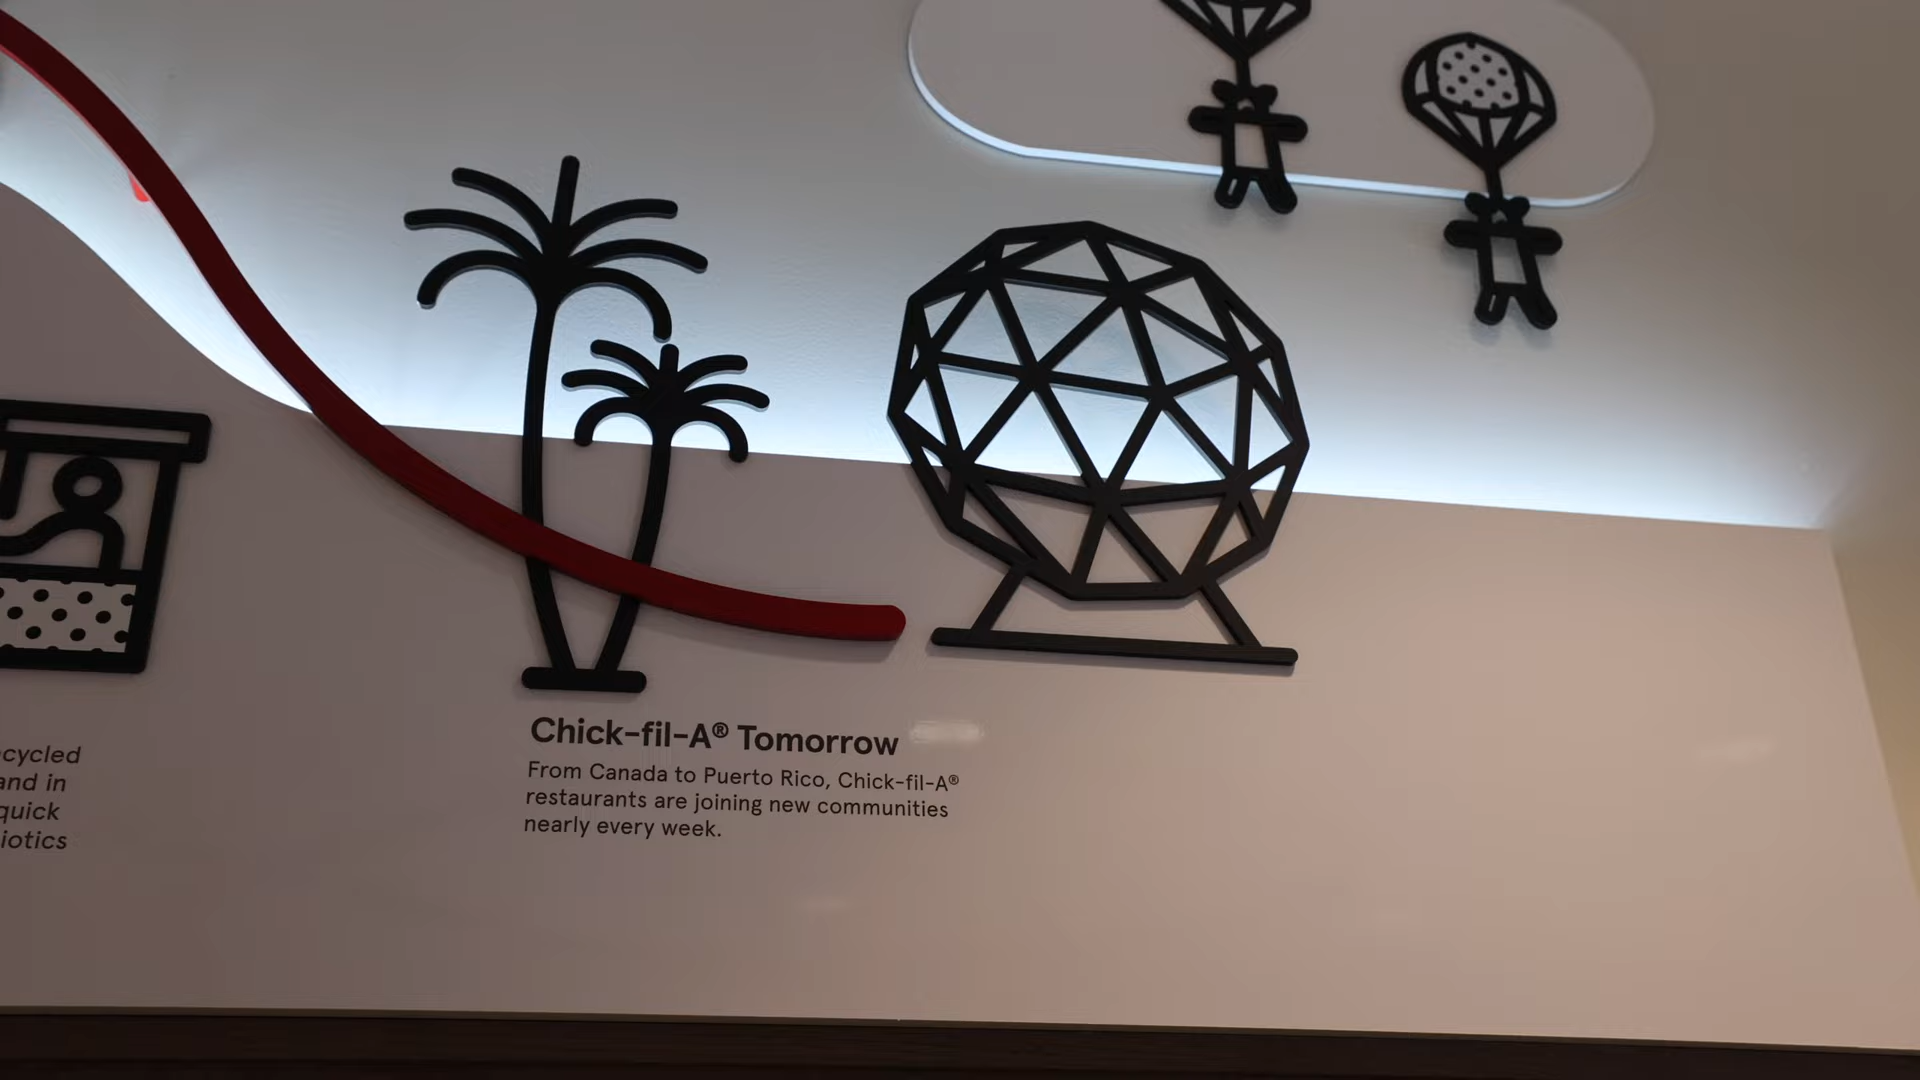 cycled
and in
quick
iotics
Chick-fil-A® Tomorrow
From Canada to Puerto Rico, Chick-fil-A®
restaurants are joining new communities
nearly every week.